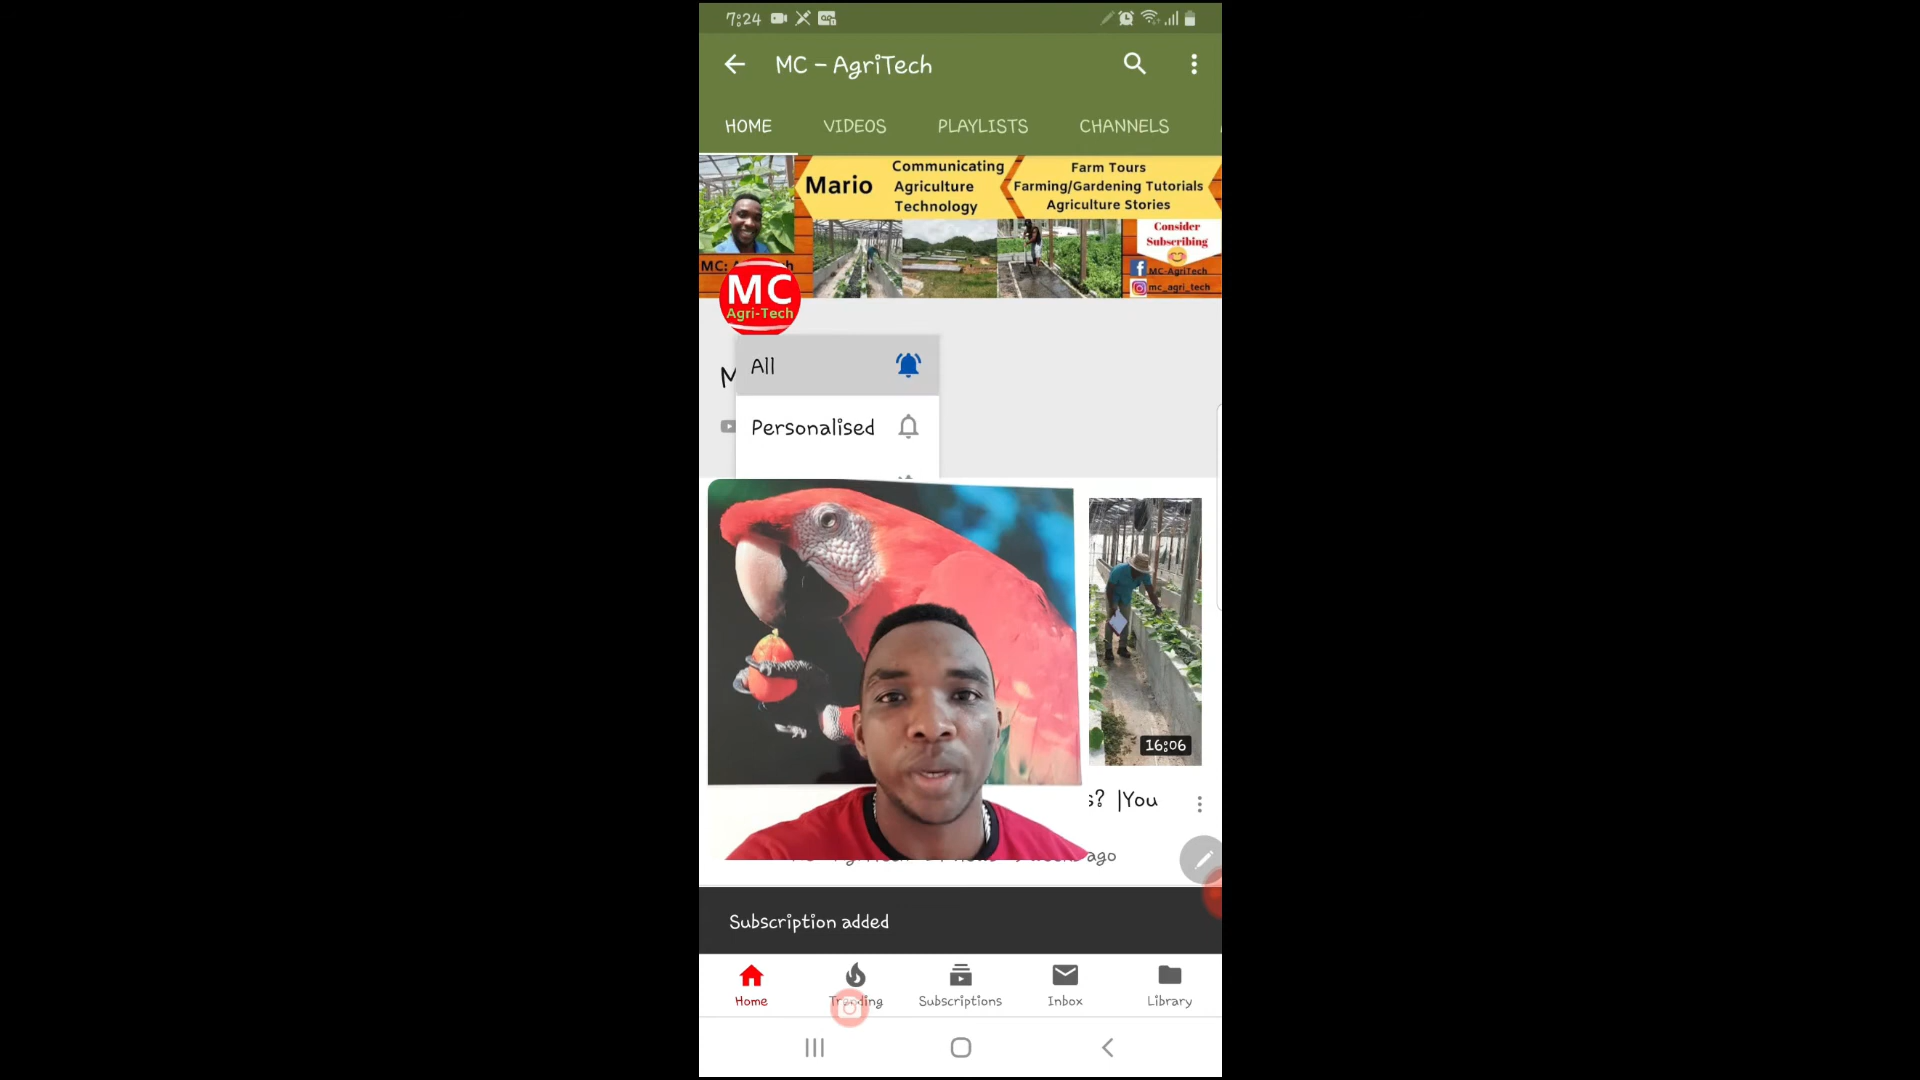 7:24
MC - AgriTech
HOME VIDEOS PLAYLISTS CHANNELS
Mario
Communicating
Agriculture
Technology
Farm Tours
Farming/Gardening Tutorials
Agriculture Stories
Consider
Subscribing
MC-AgriTech
mc_agri_tech
MC:
MC
Agri-Tech
M
All
Personalised
16:06
s? |You
ago
Subscription added
Home Trending Subscriptions Inbox Library